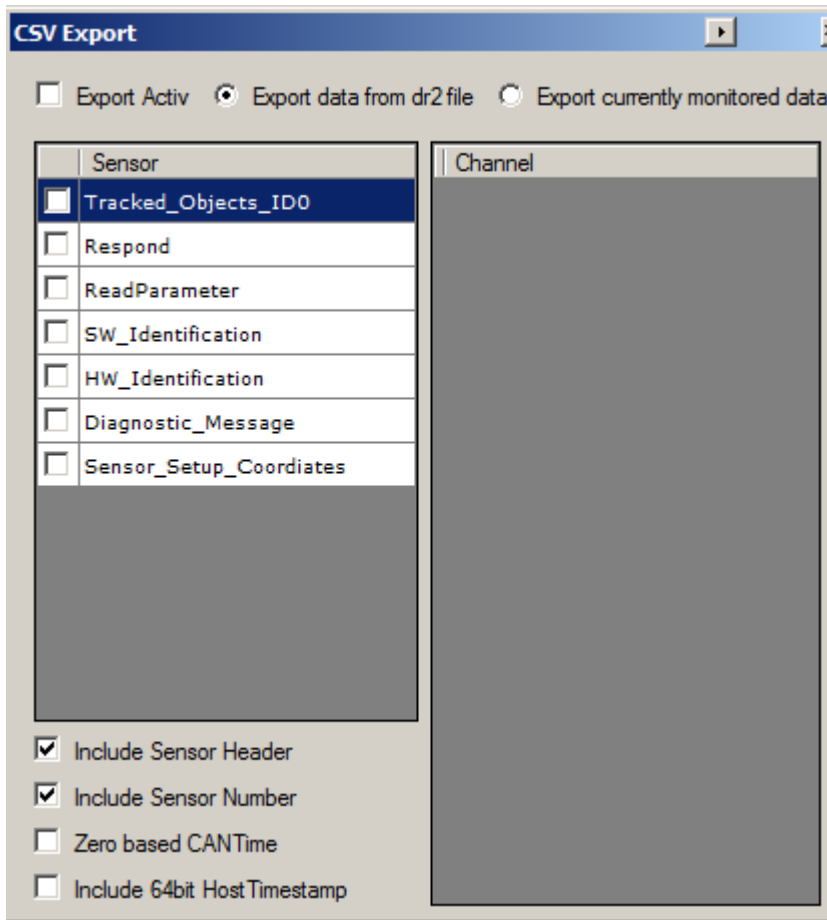 CSV Export
Export Activ Export data from dr2 file Export currently monitored data
Sensor Channel
Tracked_Objects_ID0
Respond
ReadParameter
SW_Identification
HW_Identification
Diagnostic_Message
Sensor_Setup_Coordiates
Include Sensor Header
Include Sensor Number
Zero based CANTime
Include 64bit HostTimestamp